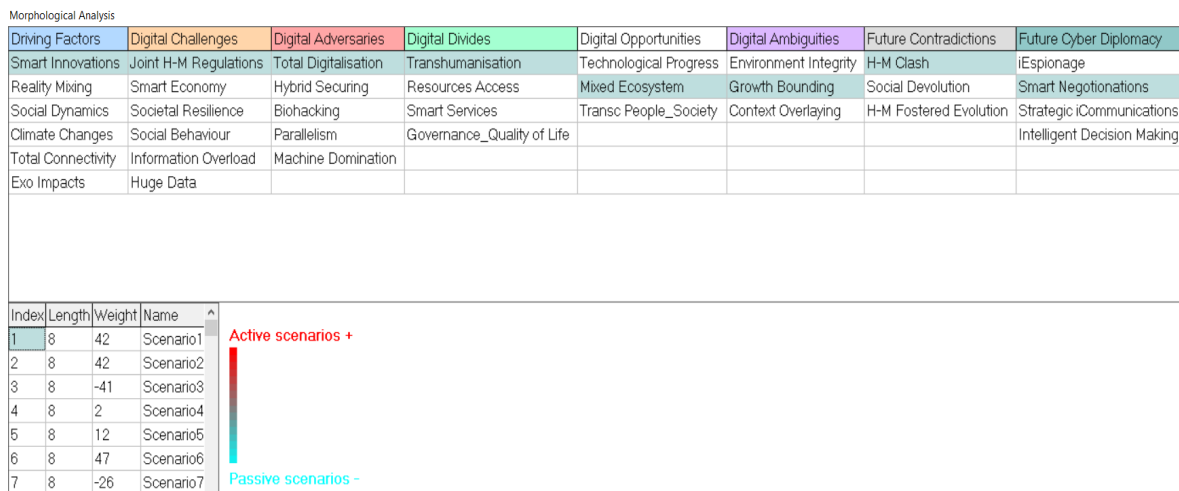 Morphological Analysis
Driving Factors Digital Challenges Digital Adversaries Digital Divides Digital Opportunities Digital Ambiguities Future Contradictions Future Cyber Diplomacy
Smart Innovations Joint H-M Regulations Total Digitalisation Transhumanisation Technological Progress Environment Integrity H-M Clash iEspionage
Reality Mixing Smart Economy Hybrid Securing Resources Access Mixed Ecosystem Growth Bounding Social Devolution Smart Negotionations
Social Dynamics Societal Resilience Biohacking Smart Services Transc People_Society Context Overlaying H-M Fostered Evolution Strategic iCommunications
Climate Changes Social Behaviour Parallelism Governance_Quality of Life Intelligent Decision Making
Total Connectivity Information Overload Machine Domination
Exo Impacts Huge Data
Index Length Weight Name
1 8 42 Scenario1
2 8 42 Scenario2
3 8 -41 Scenario3
4 8 2 Scenario4
5 8 12 Scenario5
6 8 47 Scenario6
7 8 -26 Scenario7
Active scenarios +
Passive scenarios -